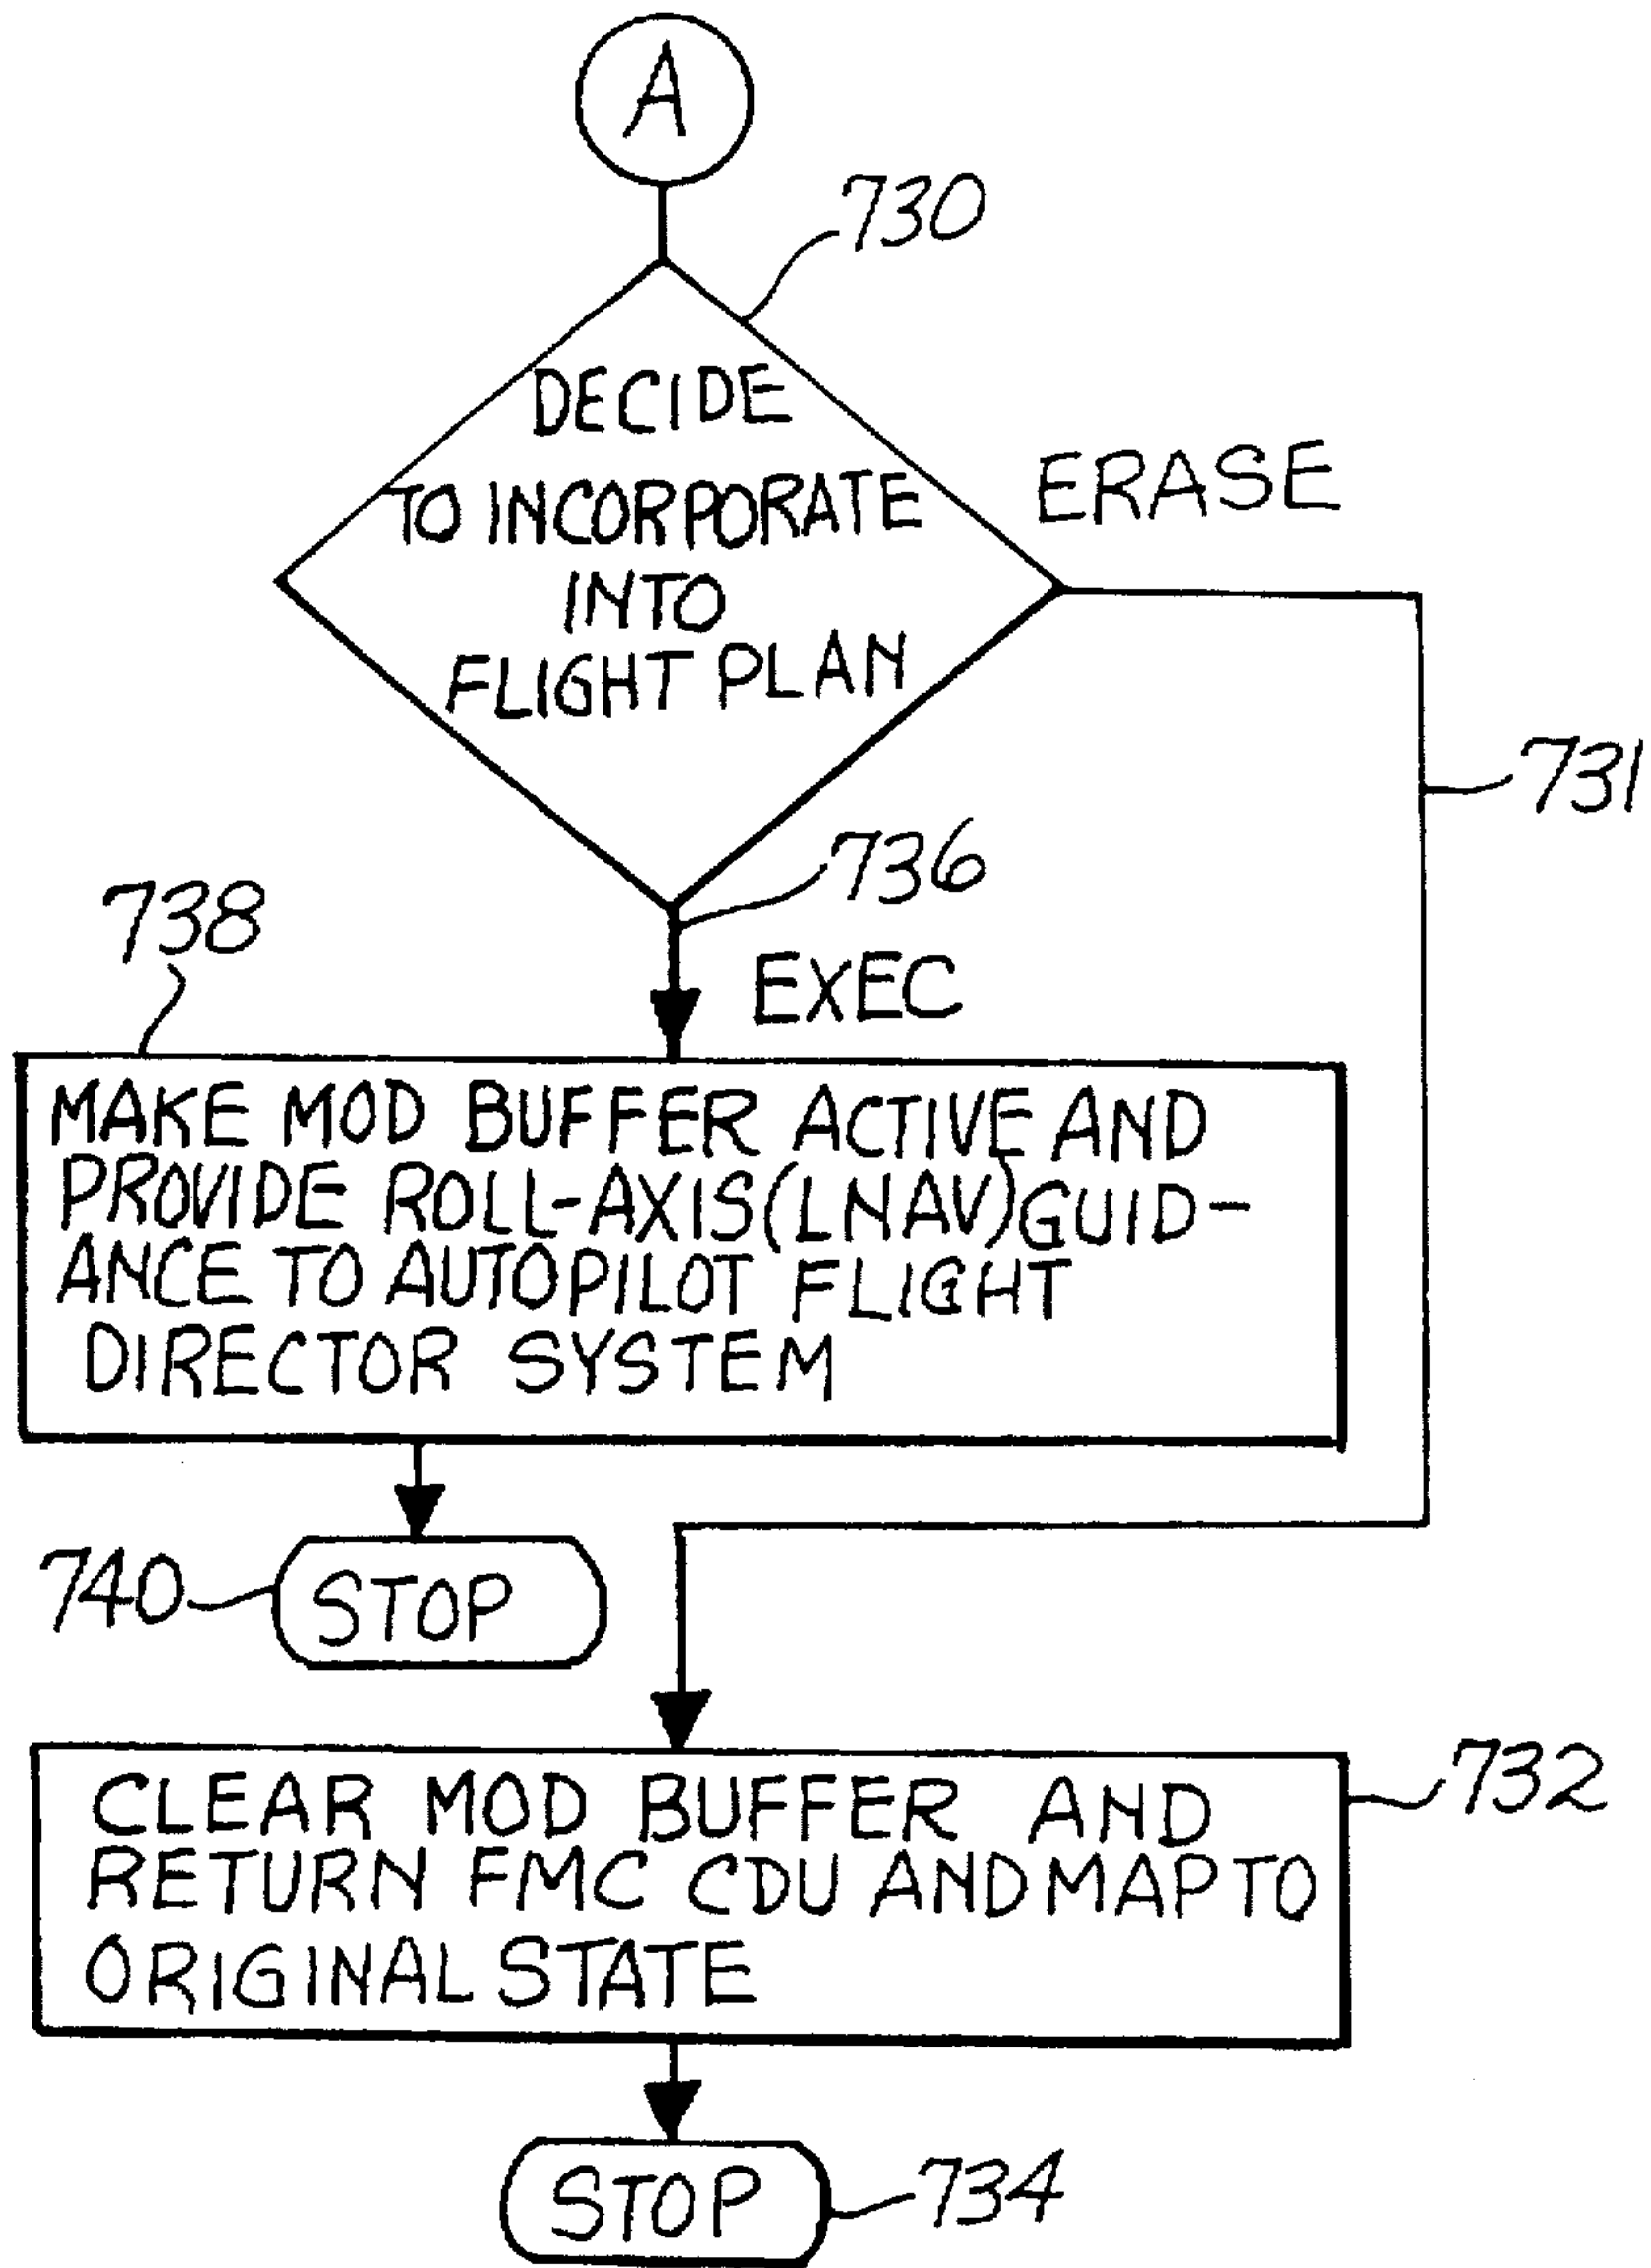 A
730
DECIDE
TO INCORPORATE
INTO
FLIGHT PLAN
ERASE
731
736
EXEC
738
MAKE MOD BUFFER ACTIVE AND
PROVIDE ROLL-AXIS(LNAV)GUID-
ANCE TO AUTOPILOT FLIGHT
DIRECTOR SYSTEM
740
STOP
732
CLEAR MOD BUFFER AND
RETURN FMC CDU AND MAP TO
ORIGINAL STATE
STOP
734